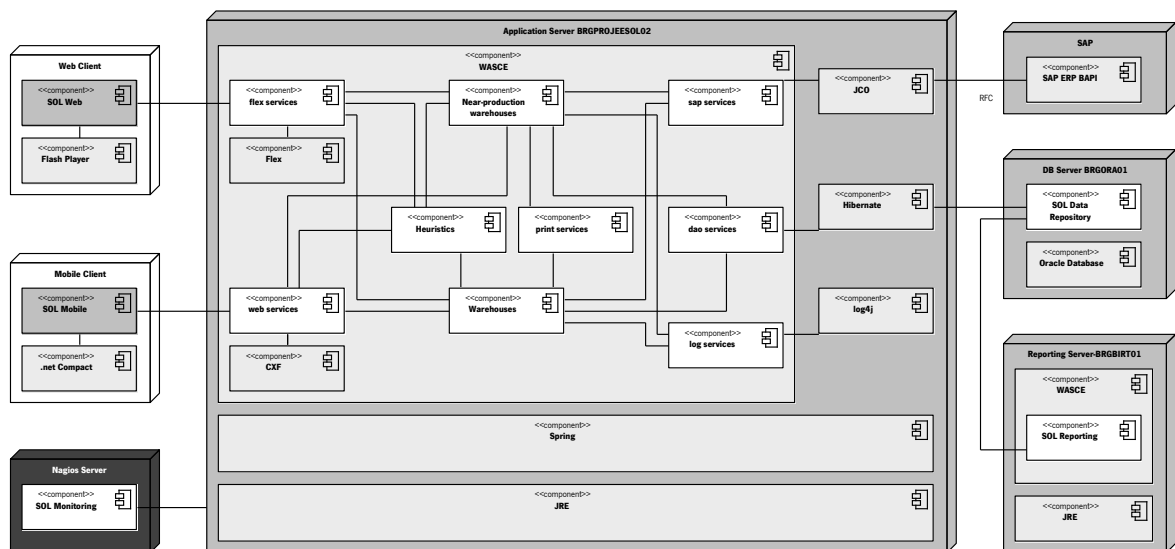 Application Server BRGPROJEESOL02
Web Client
<<component>>
SOL Web
<<component>>
Flash Player
Mobile Client
<<component>>
SOL Mobile
<<component>>
.net Compact
Nagios Server
<<component>>
SOL Monitoring
<<component>>
WASCE
<<component>>
flex services
<<component>>
Near-production
warehouses
<<component>>
sap services
<<component>>
Flex
<<component>>
Heuristics
<<component>>
print services
<<component>>
dao services
<<component>>
web services
<<component>>
Warehouses
<<component>>
log services
<<component>>
CXF
<<component>>
JCO
<<component>>
Hibernate
<<component>>
log4j
<<component>>
Spring
<<component>>
JRE
SAP
<<component>>
SAP ERP BAPI
RFC
DB Server BRGORA01
<<component>>
SOL Data
Repository
<<component>>
Oracle Database
Reporting Server-BRGBIRT01
<<component>>
WASCE
<<component>>
SOL Reporting
<<component>>
JRE